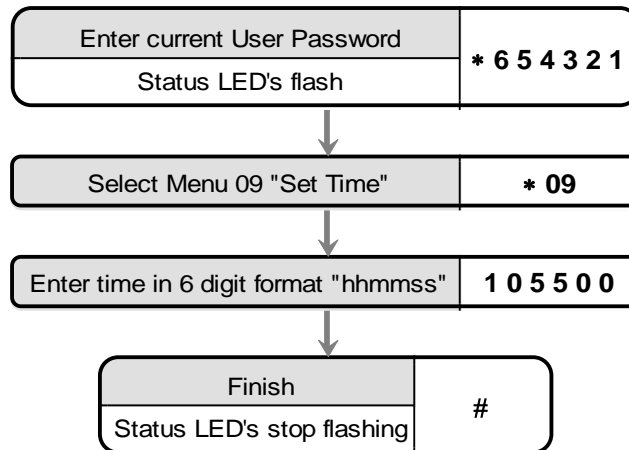 Enter current User Password
Status LED's flash
* 6 5 4 3 2 1
Select Menu 09 "Set Time"
* 09
Enter time in 6 digit format "hhmmss"
1 0 5 5 0 0
Finish
Status LED's stop flashing
#